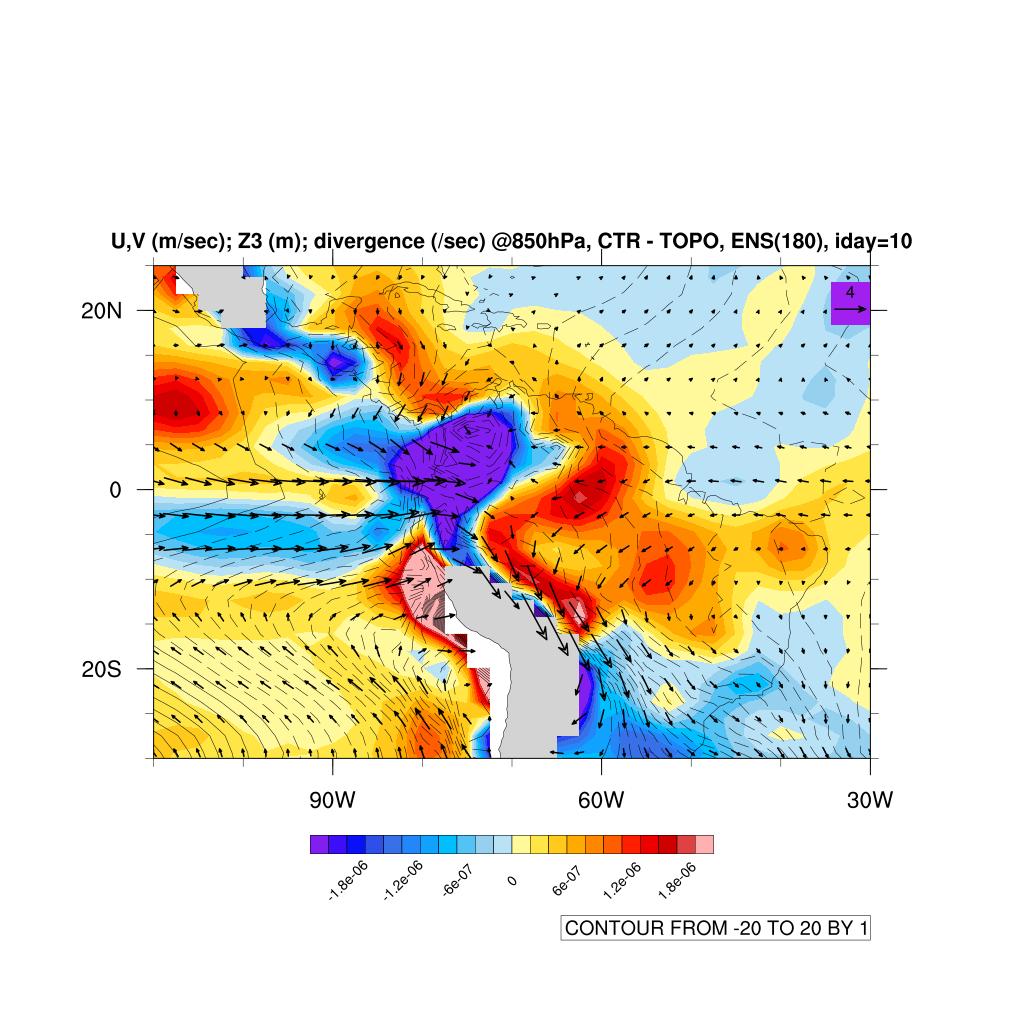 U,V (m/sec); Z3 (m); divergence (/sec) @850hPa, CTR - TOPO, ENS(180), iday=10
4
20N
0
20S
90W 60W 30W
-1.8e-06 -1.2e-06 -6e-07 0 6e-07 1.2e-06 1.8e-06
CONTOUR FROM -20 TO 20 BY 1